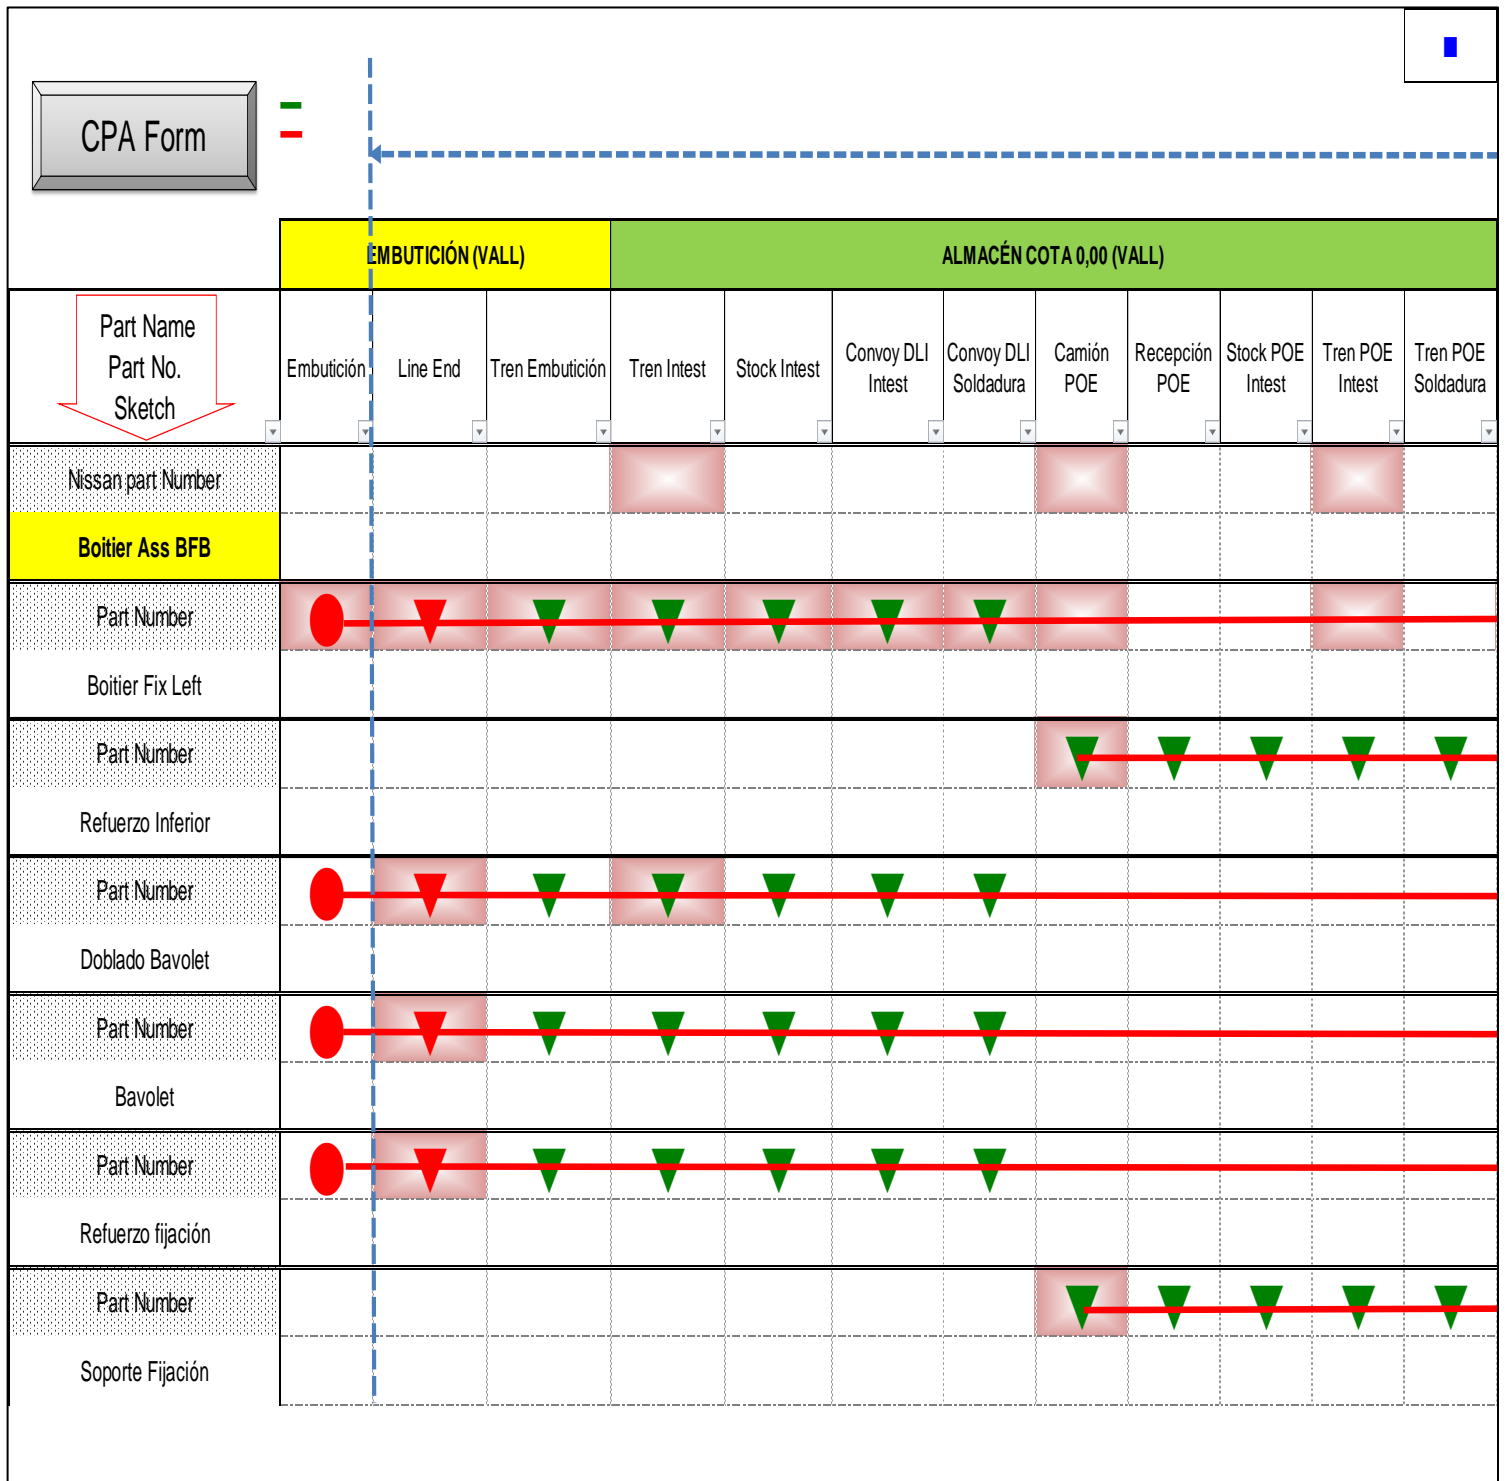 CPA Form
EMBUTICIÓN (VALL)
ALMACÉN COTA 0,00 (VALL)
Part Name
Part No.
Sketch
Embutición
Line End
Tren Embutición
Tren Intest
Stock Intest
Convoy DLI
Intest
Convoy DLI
Soldadura
Camión
POE
Recepción
POE
Stock POE
Intest
Tren POE
Intest
Tren POE
Soldadura
Nissan part Number
Boitier Ass BFB
Part Number
Boitier Fix Left
Part Number
Refuerzo Inferior
Part Number
Doblado Bavolet
Part Number
Bavolet
Part Number
Refuerzo fijación
Part Number
Soporte Fijación